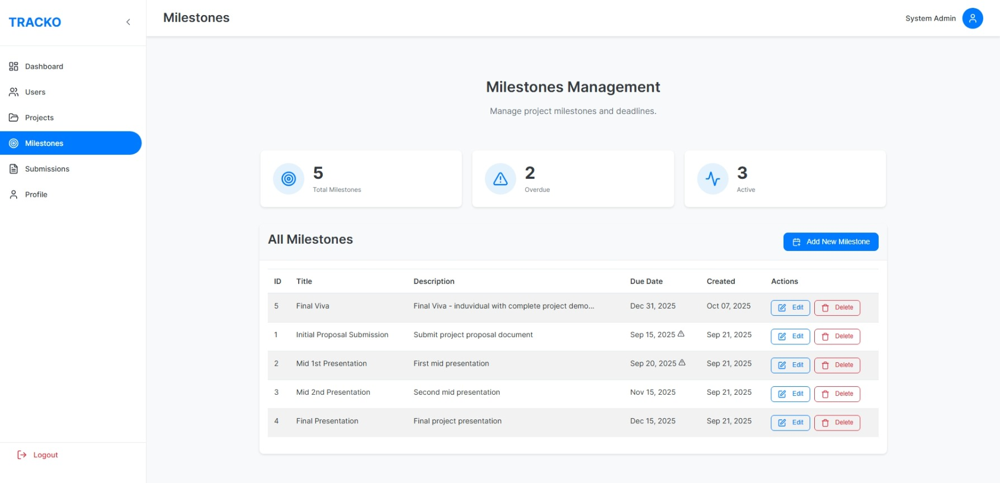 TRACKO
Dashboard
Users
Projects
Milestones
Submissions
Profile
Logout
Milestones
System Admin
Milestones Management
Manage project milestones and deadlines.
5
Total Milestones
2
Overdue
3
Active
All Milestones
Add New Milestone
ID Title Description Due Date Created Actions
5 Final Viva Final Viva - induvidual with complete project demo... Dec 31, 2025 Oct 07, 2025 Edit Delete
1 Initial Proposal Submission Submit project proposal document Sep 15, 2025 Sep 21, 2025 Edit Delete
2 Mid 1st Presentation First mid presentation Sep 20, 2025 Sep 21, 2025 Edit Delete
3 Mid 2nd Presentation Second mid presentation Nov 15, 2025 Sep 21, 2025 Edit Delete
4 Final Presentation Final project presentation Dec 15, 2025 Sep 21, 2025 Edit Delete